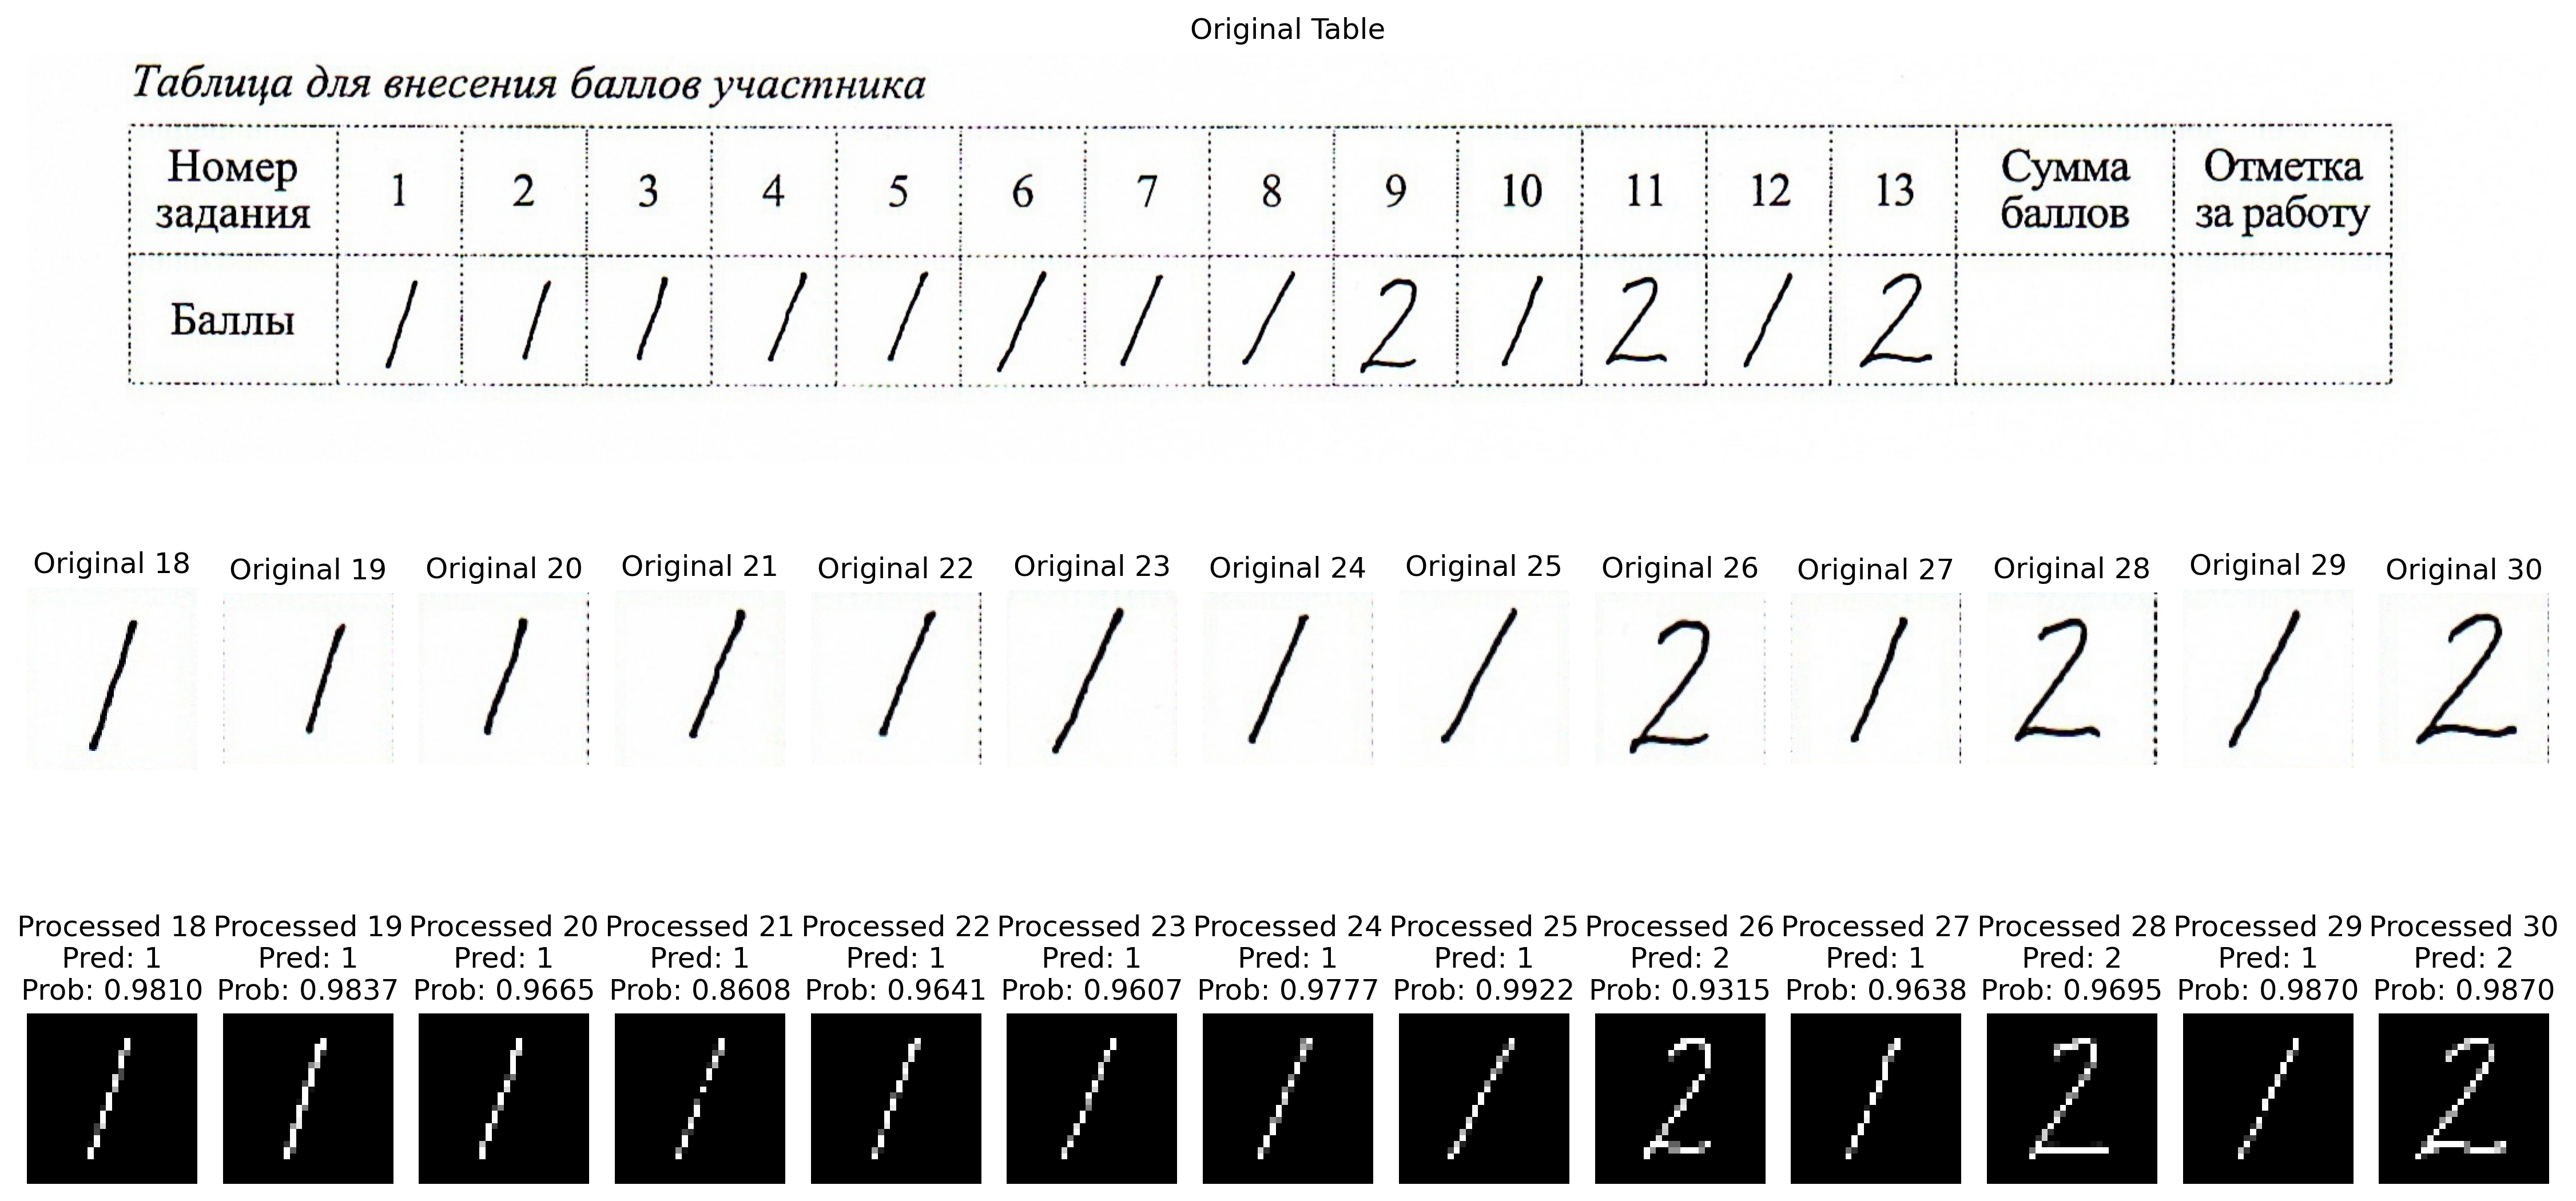 Original Table
Таблица для внесения баллов участника
Номер задания 1 2 3 4 5 6 7 8 9 10 11 12 13 Сумма баллов Отметка за работу
Баллы 1 1 1 1 1 1 1 1 2 1 2 1 2
Original 18 Original 19 Original 20 Original 21 Original 22 Original 23 Original 24 Original 25 Original 26 Original 27 Original 28 Original 29 Original 30
1 1 1 1 1 1 1 1 2 1 2 1 2
Processed 18 Processed 19 Processed 20 Processed 21 Processed 22 Processed 23 Processed 24 Processed 25 Processed 26 Processed 27 Processed 28 Processed 29 Processed 30
Pred: 1 Pred: 1 Pred: 1 Pred: 1 Pred: 1 Pred: 1 Pred: 1 Pred: 1 Pred: 2 Pred: 1 Pred: 2 Pred: 1 Pred: 2
Prob: 0.9810 Prob: 0.9837 Prob: 0.9665 Prob: 0.8608 Prob: 0.9641 Prob: 0.9607 Prob: 0.9777 Prob: 0.9922 Prob: 0.9315 Prob: 0.9638 Prob: 0.9695 Prob: 0.9870 Prob: 0.9870
1 1 1 1 1 1 1 1 2 1 2 1 2